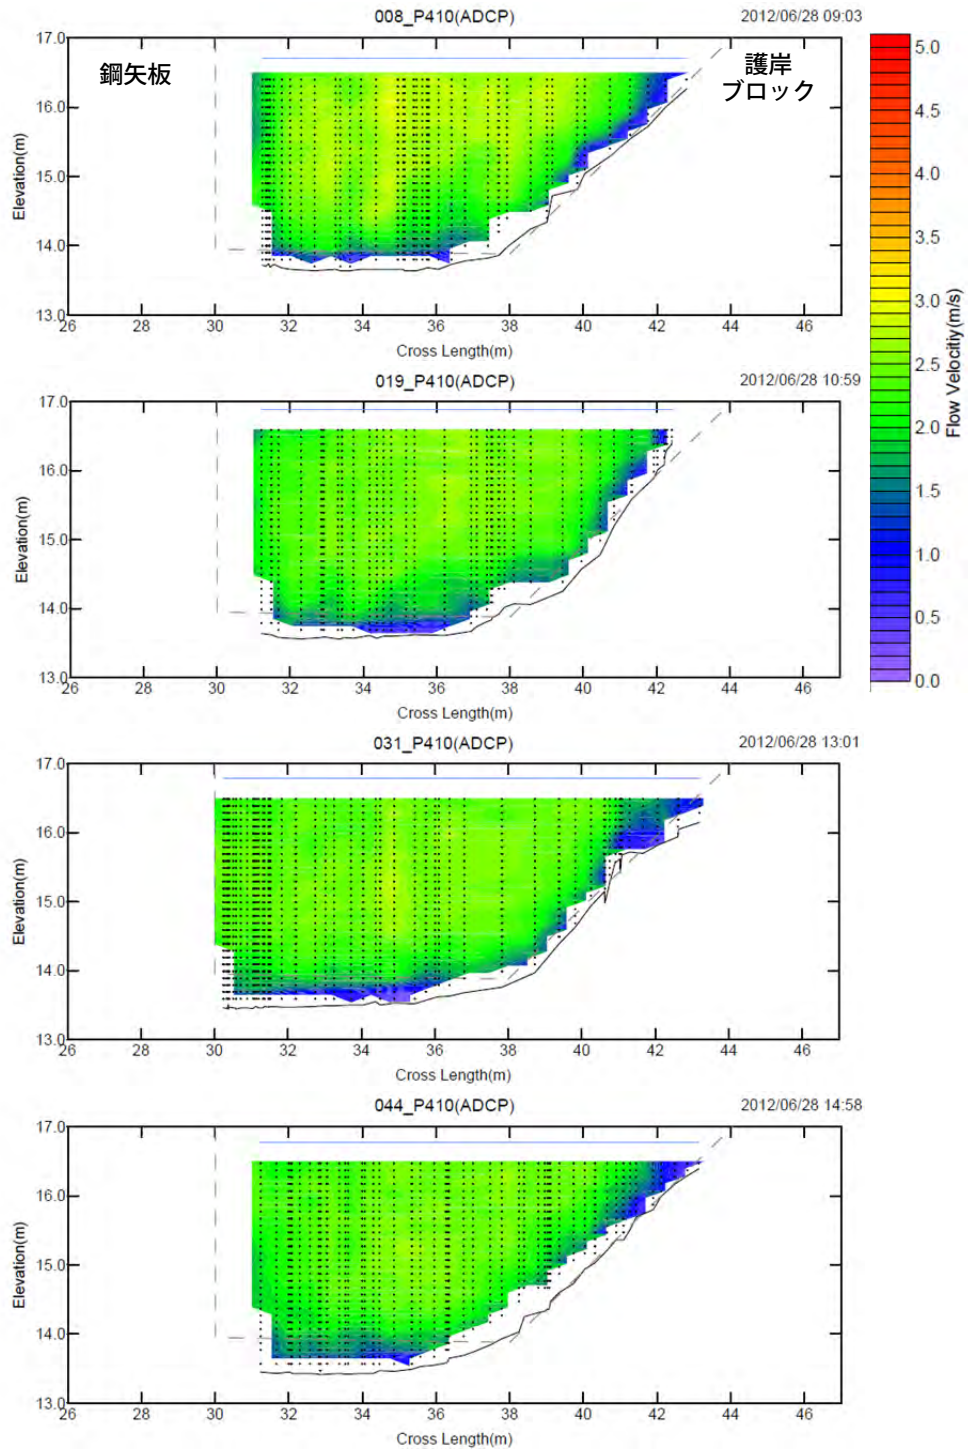 008_P410(ADCP)
2012/06/28 09:03
鋼矢板
護岸
ブロック
17.0
16.0
15.0
14.0
13.0
Elevation(m)
26 28 30 32 34 36 38 40 42 44 46
Cross Length(m)
5.0
4.5
4.0
3.5
3.0
2.5
2.0
1.5
1.0
0.5
0.0
Flow Velocitiy(m/s)
019_P410(ADCP)
2012/06/28 10:59
17.0
16.0
15.0
14.0
13.0
Elevation(m)
26 28 30 32 34 36 38 40 42 44 46
Cross Length(m)
031_P410(ADCP)
2012/06/28 13:01
17.0
16.0
15.0
14.0
13.0
Elevation(m)
26 28 30 32 34 36 38 40 42 44 46
Cross Length(m)
044_P410(ADCP)
2012/06/28 14:58
17.0
16.0
15.0
14.0
13.0
Elevation(m)
26 28 30 32 34 36 38 40 42 44 46
Cross Length(m)